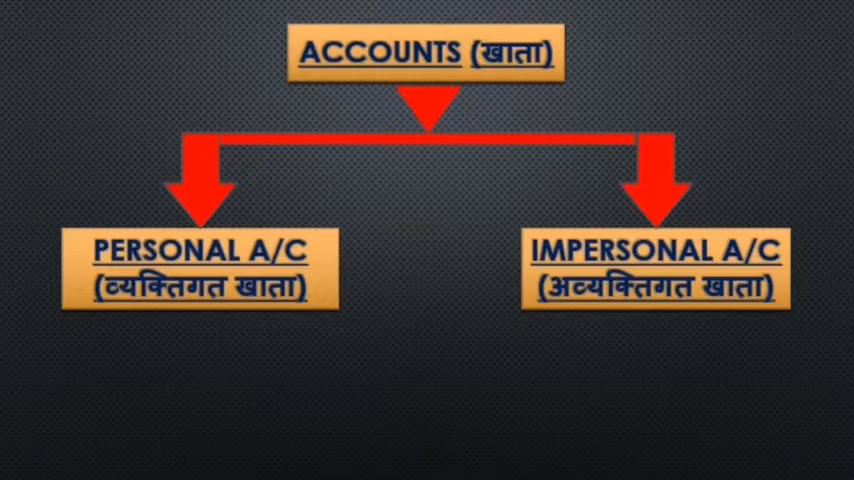 ACCOUNTS (खाता)
PERSONAL A/C
(व्यक्तिगत खाता)
IMPERSONAL A/C
(अव्यक्तिगत खाता)